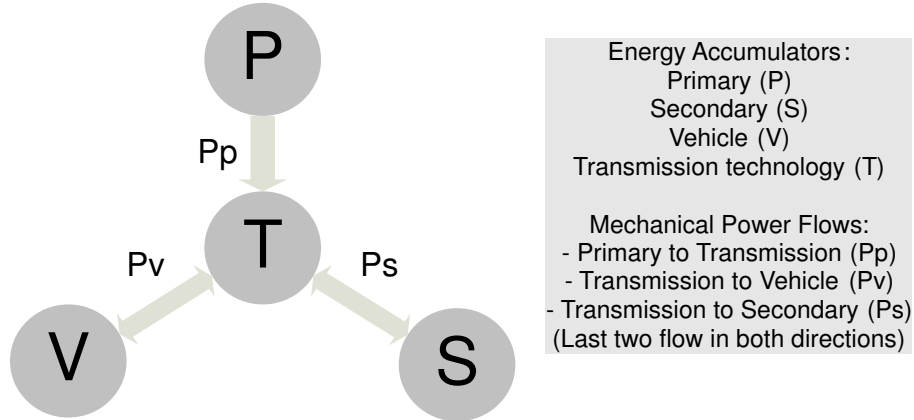 P
Pp
T
Pv
Ps
V
S
Energy Accumulators:
Primary (P)
Secondary (S)
Vehicle (V)
Transmission technology (T)
Mechanical Power Flows:
- Primary to Transmission (Pp)
- Transmission to Vehicle (Pv)
- Transmission to Secondary (Ps)
(Last two flow in both directions)